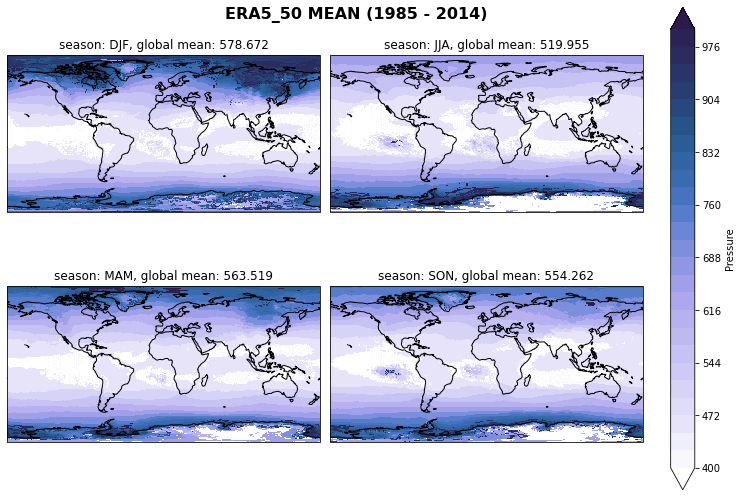 ERA5_50 MEAN (1985 - 2014)
season: DJF, global mean: 578.672
season: JJA, global mean: 519.955
season: MAM, global mean: 563.519
season: SON, global mean: 554.262
976
904
832
760
688
616
544
472
400
Pressure